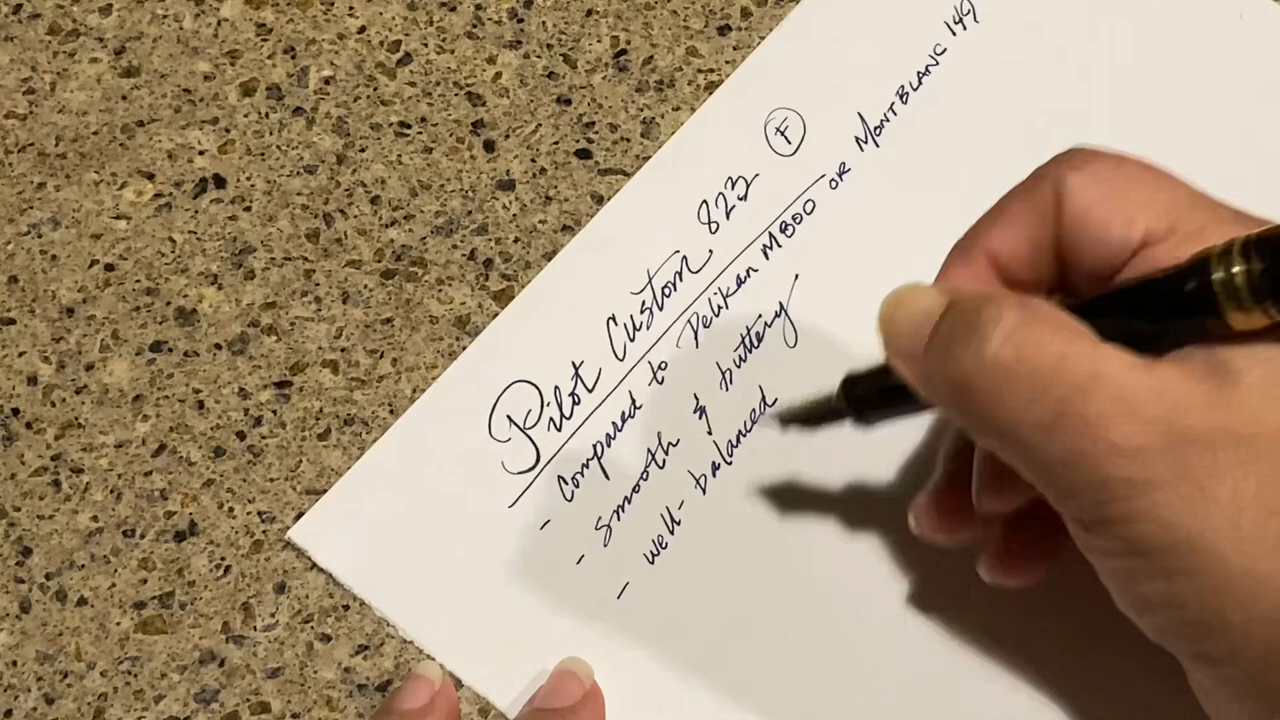 Pilot Custom 823 F
- compared to Pelikan M800 OR MONTBLANC 149
- smooth & buttery
- well-balanced